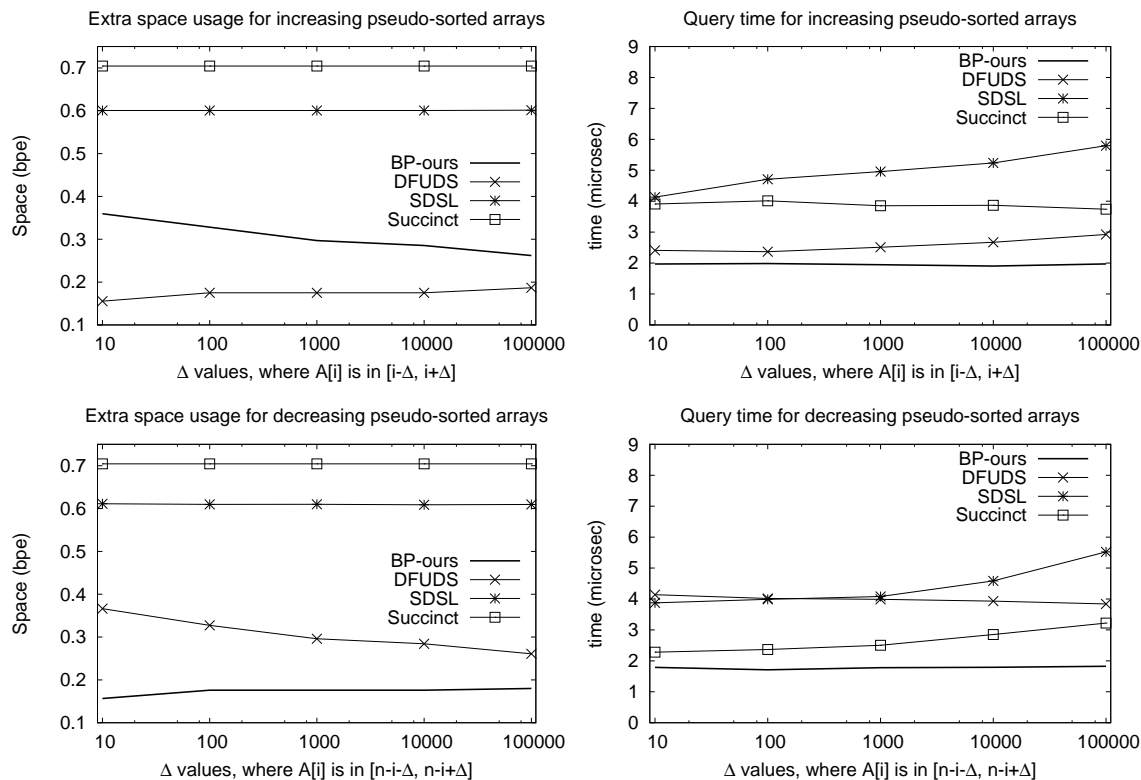 Extra space usage for increasing pseudo-sorted arrays
Space (bpe)
0.7
0.6
0.5
0.4
0.3
0.2
0.1
BP-ours
DFUDS
SDSL
Succinct
10 100 1000 10000 100000
Δ values, where A[i] is in [i-Δ, i+Δ]
Query time for increasing pseudo-sorted arrays
time (microsec)
9
8
7
6
5
4
3
2
1
0
BP-ours
DFUDS
SDSL
Succinct
10 100 1000 10000 100000
Δ values, where A[i] is in [i-Δ, i+Δ]
Extra space usage for decreasing pseudo-sorted arrays
Space (bpe)
0.7
0.6
0.5
0.4
0.3
0.2
0.1
BP-ours
DFUDS
SDSL
Succinct
10 100 1000 10000 100000
Δ values, where A[i] is in [n-i-Δ, n-i+Δ]
Query time for decreasing pseudo-sorted arrays
time (microsec)
9
8
7
6
5
4
3
2
1
0
BP-ours
DFUDS
SDSL
Succinct
10 100 1000 10000 100000
Δ values, where A[i] is in [n-i-Δ, n-i+Δ]